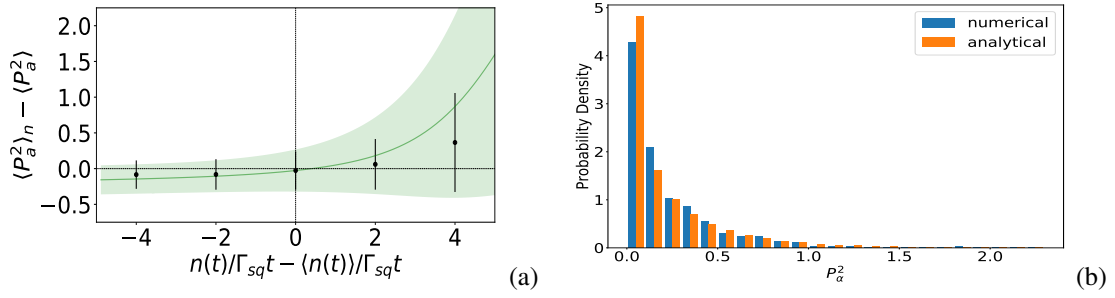 2.0
1.5
1.0
0.5
0.0
−0.5
⟨P_a^2⟩_n − ⟨P_a^2⟩
−4 −2 0 2 4
n(t)/Γ_sq t − ⟨n(t)⟩/Γ_sq t
(a)
5
4
3
2
1
0
Probability Density
numerical
analytical
0.0 0.5 1.0 1.5 2.0
P_α^2
(b)